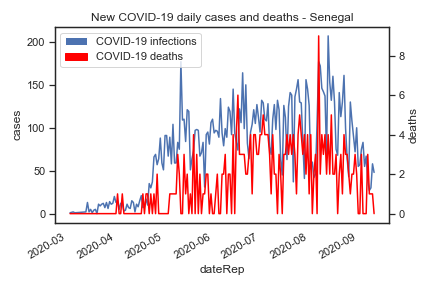 New COVID-19 daily cases and deaths - Senegal
COVID-19 infections
COVID-19 deaths
200
150
100
50
0
cases
8
6
4
2
0
deaths
2020-03
2020-04
2020-05
2020-06
2020-07
2020-08
2020-09
dateRep